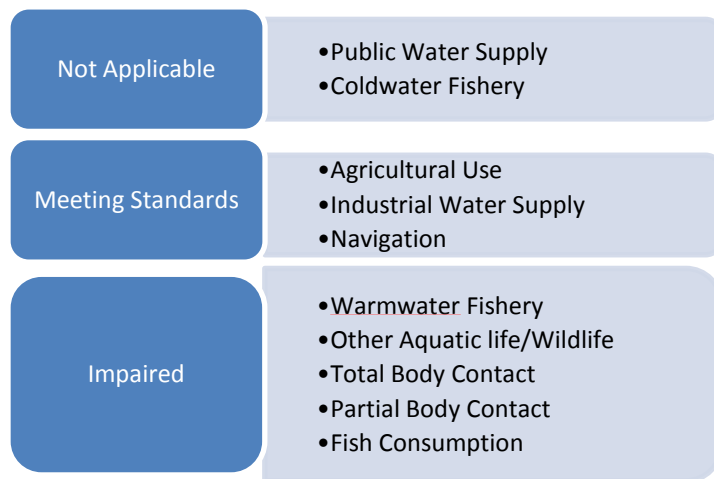 Not Applicable
•Public Water Supply
•Coldwater Fishery
Meeting Standards
•Agricultural Use
•Industrial Water Supply
•Navigation
Impaired
•Warmwater Fishery
•Other Aquatic life/Wildlife
•Total Body Contact
•Partial Body Contact
•Fish Consumption